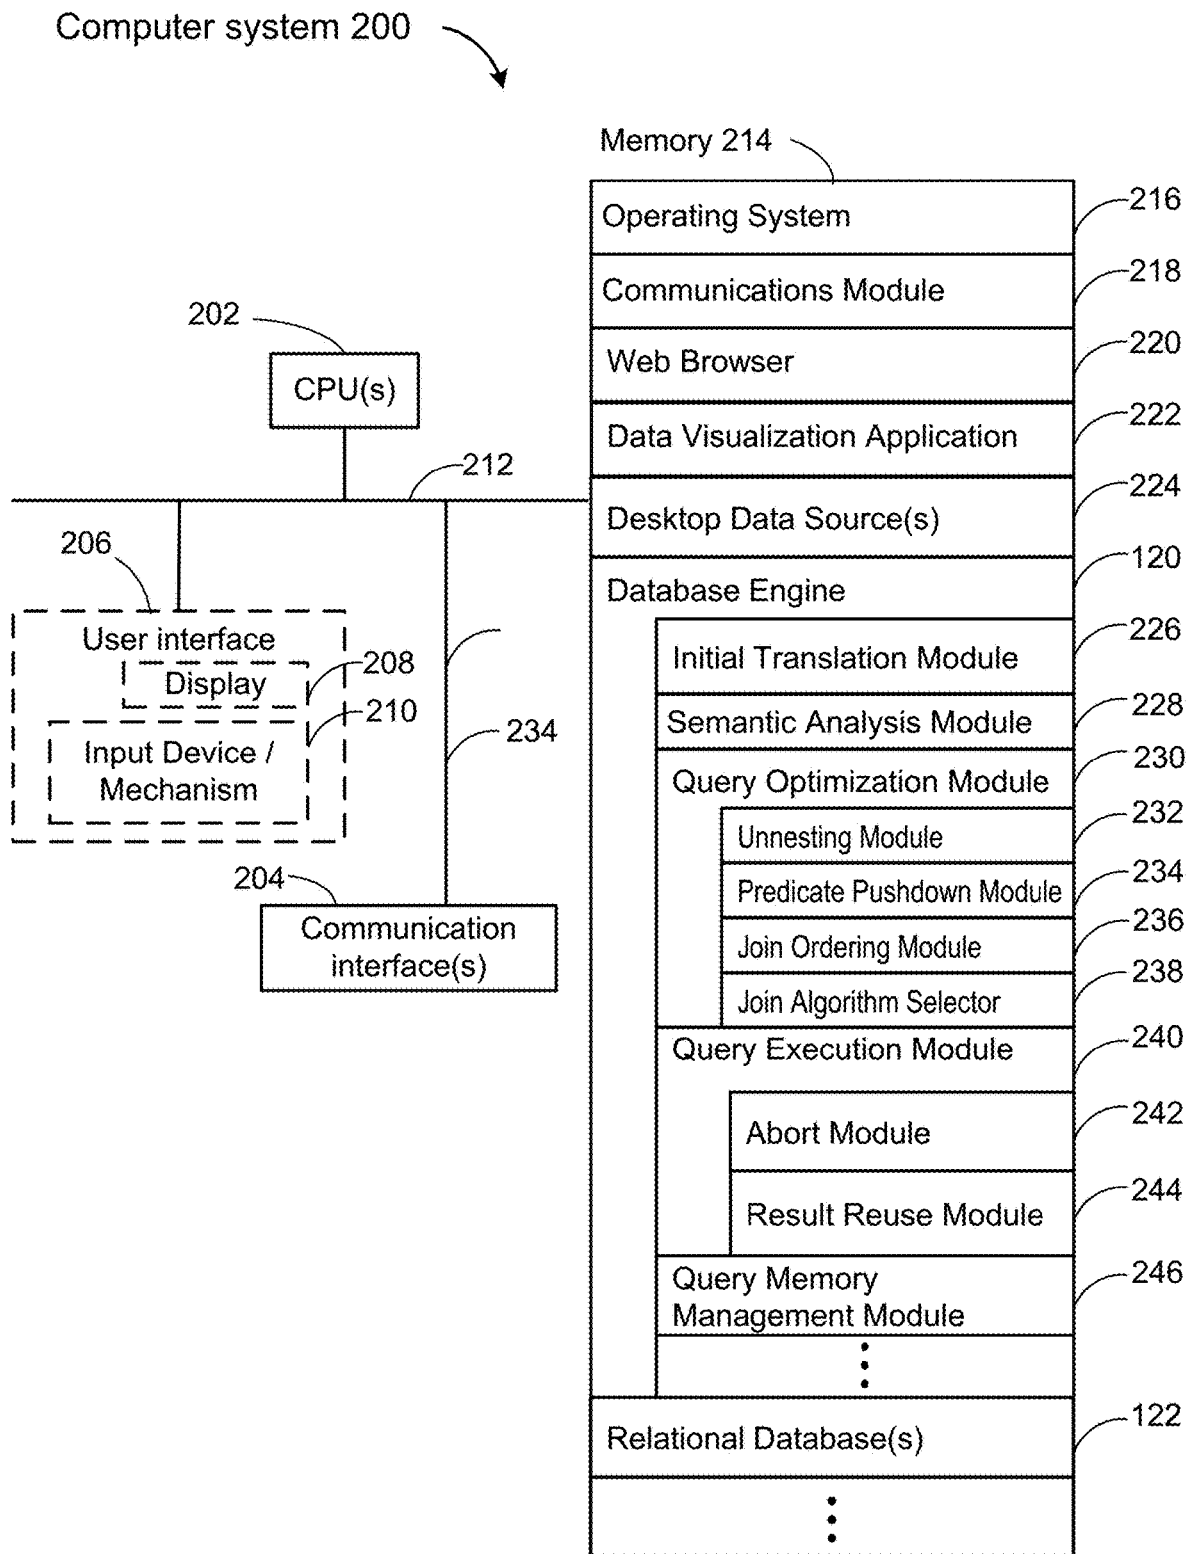 Computer system 200
Memory 214
Operating System
216
Communications Module
218
Web Browser
220
Data Visualization Application
222
Desktop Data Source(s)
224
Database Engine
120
Initial Translation Module
226
Semantic Analysis Module
228
Query Optimization Module
230
Unnesting Module
232
Predicate Pushdown Module
234
Join Ordering Module
236
Join Algorithm Selector
238
Query Execution Module
240
Abort Module
242
Result Reuse Module
244
Query Memory
Management Module
246
Relational Database(s)
122
202
CPU(s)
212
206
User interface
Display
208
210
Input Device /
Mechanism
234
204
Communication
interface(s)